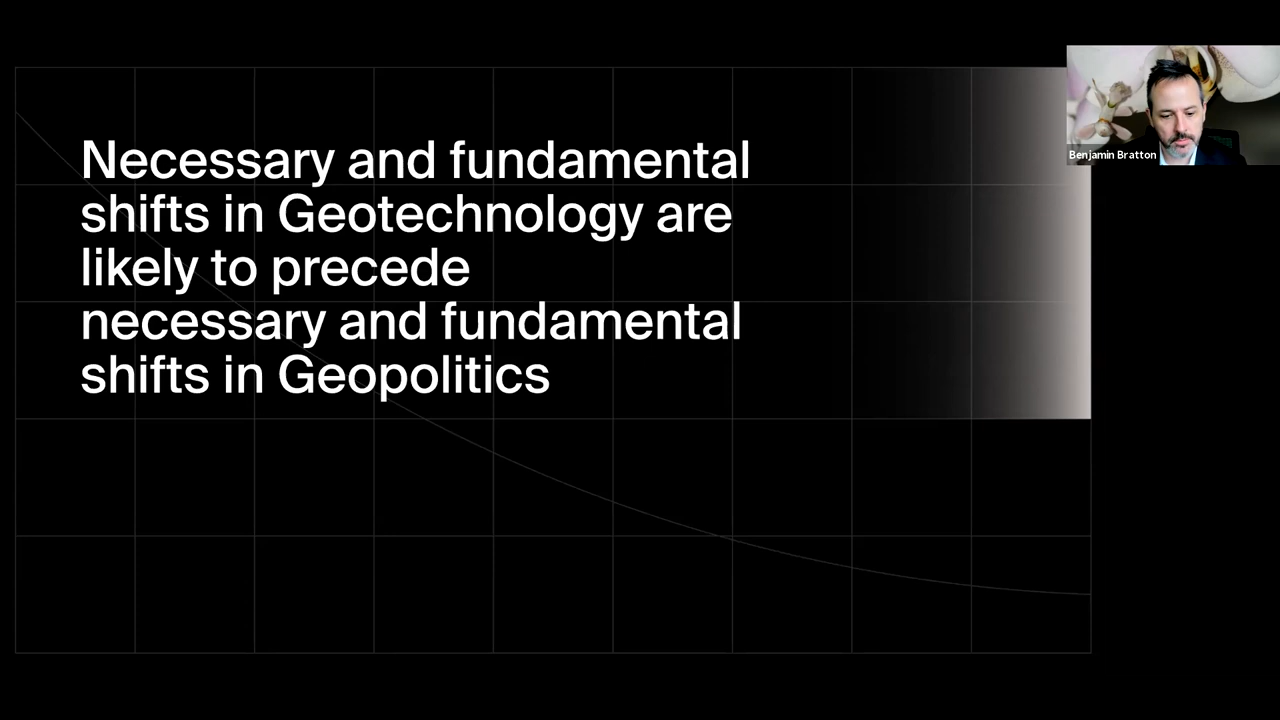 Necessary and fundamental
shifts in Geotechnology are
likely to precede
necessary and fundamental
shifts in Geopolitics
Benjamin Bratton